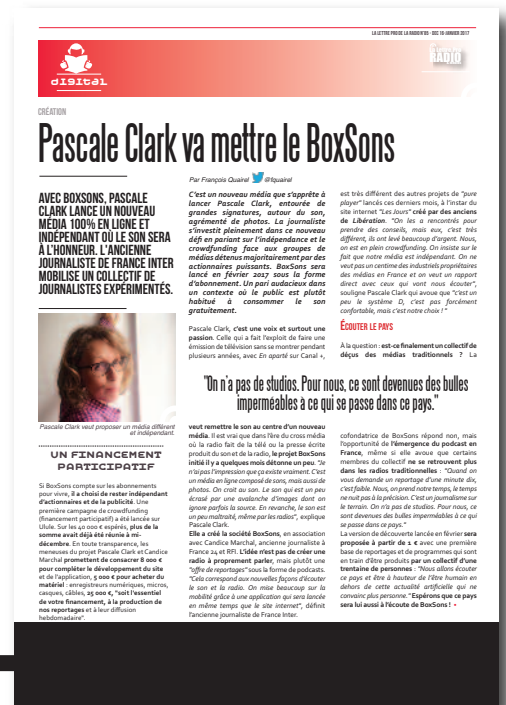 LA LETTRE PRO DE LA RADIO N°85 • DEC 16-JANVIER 2017
RADIO
digital
CRÉATION
Pascale Clark va mettre le BoxSons
Par François Quairel @fquairel
AVEC BOXSONS, PASCALE
CLARK LANCE UN NOUVEAU
MÉDIA 100% EN LIGNE ET
INDÉPENDANT OÙ LE SON SERA
À L'HONNEUR. L'ANCIENNE
JOURNALISTE DE FRANCE INTER
MOBILISE UN COLLECTIF DE
JOURNALISTES EXPÉRIMENTÉS.
Pascale Clark veut proposer un média différent
et indépendant.
UN FINANCEMENT
PARTICIPATIF
Si BoxSons compte sur les abonnements
pour vivre, il a choisi de rester indépendant
d'actionnaires et de la publicité. Une
première campagne de crowdfunding
(financement participatif) a été lancée sur
Ulule. Sur les 40 000 € espérés, plus de la
somme avait déjà été réunie à mi-
décembre. En toute transparence, les
meneuses du projet Pascale Clark et Candice
Marchal promettent de consacrer 8 000 €
pour compléter le développement du site
et de l'application, 5 000 € pour acheter du
matériel : enregistreurs numériques, micros,
casques, câbles, 25 000 €, "soit l'essentiel
de votre financement, à la production de
nos reportages et à leur diffusion
hebdomadaire".
C'est un nouveau média que s'apprête à
lancer Pascale Clark, entourée de
grandes signatures, autour du son,
agrémenté de photos. La journaliste
s'investit pleinement dans ce nouveau
défi en pariant sur l'indépendance et le
crowdfunding face aux groupes de
médias détenus majoritairement par des
actionnaires puissants. BoxSons sera
lancé en février 2017 sous la forme
d'abonnement. Un pari audacieux dans
un contexte où le public est plutôt
habitué à consommer le son
gratuitement.
Pascale Clark, c'est une voix et surtout une
passion. Celle qui a fait l'exploit de faire une
émission de télévision sans se montrer pendant
plusieurs années, avec En aparté sur Canal +,
"On n'a pas de studios. Pour nous, ce sont devenues des bulles
imperméables à ce qui se passe dans ce pays."
veut remettre le son au centre d'un nouveau
média. Il est vrai que dans l'ère du cross média
où la radio fait de la télé ou la presse écrite
produit du son et de la radio, le projet BoxSons
initié il y a quelques mois détonne un peu. "Je
n'ai pas l'impression que ça existe vraiment. C'est
un média en ligne composé de sons, mais aussi de
photos. On croit au son. Le son qui est un peu
écrasé par une avalanche d'images dont on
ignore parfois la source. En revanche, le son est
un peu maltraité, même par les radios", explique
Pascale Clark.
Elle a créé la société BoxSons, en association
avec Candice Marchal, ancienne journaliste à
France 24 et RFI. L'idée n'est pas de créer une
radio à proprement parler, mais plutôt une
"offre de reportages" sous la forme de podcasts.
"Cela correspond aux nouvelles façons d'écouter
le son et la radio. On mise beaucoup sur la
mobilité grâce à une application qui sera lancée
en même temps que le site internet", définit
l'ancienne journaliste de France Inter.
est très différent des autres projets de "pure
player" lancés ces derniers mois, à l'instar du
site internet "Les Jours" créé par des anciens
de Libération. "On les a rencontrés pour
prendre des conseils, mais eux, c'est très
différent, ils ont levé beaucoup d'argent. Nous,
on est en plein crowdfunding. On insiste sur le
fait que notre média est indépendant. On ne
veut pas un centime des industriels propriétaires
des médias en France et on veut un rapport
direct avec ceux qui vont nous écouter",
souligne Pascale Clark qui avoue que "c'est un
peu le système D, c'est pas forcément
confortable, mais c'est notre choix ! "
ÉCOUTER LE PAYS
À la question : est-ce finalement un collectif de
déçus des médias traditionnels ? La
cofondatrice de BoxSons répond non, mais
l'opportunité de l'émergence du podcast en
France, même si elle avoue que certains
membres du collectif ne se retrouvent plus
dans les radios traditionnelles : "Quand on
vous demande un reportage d'une minute dix,
c'est faible. Nous, on prend notre temps, le temps
ne nuit pas à la précision. C'est un journalisme sur
le terrain. On n'a pas de studios. Pour nous, ce
sont devenues des bulles imperméables à ce qui
se passe dans ce pays."
La version de découverte lancée en février sera
proposée à partir de 1 € avec une première
base de reportages et de programmes qui sont
en train d'être produits par un collectif d'une
trentaine de personnes : "Nous allons écouter
ce pays et être à hauteur de l'être humain en
dehors de cette actualité artificielle qui ne
convainc plus personne." Espérons que ce pays
sera lui aussi à l'écoute de BoxSons ! •